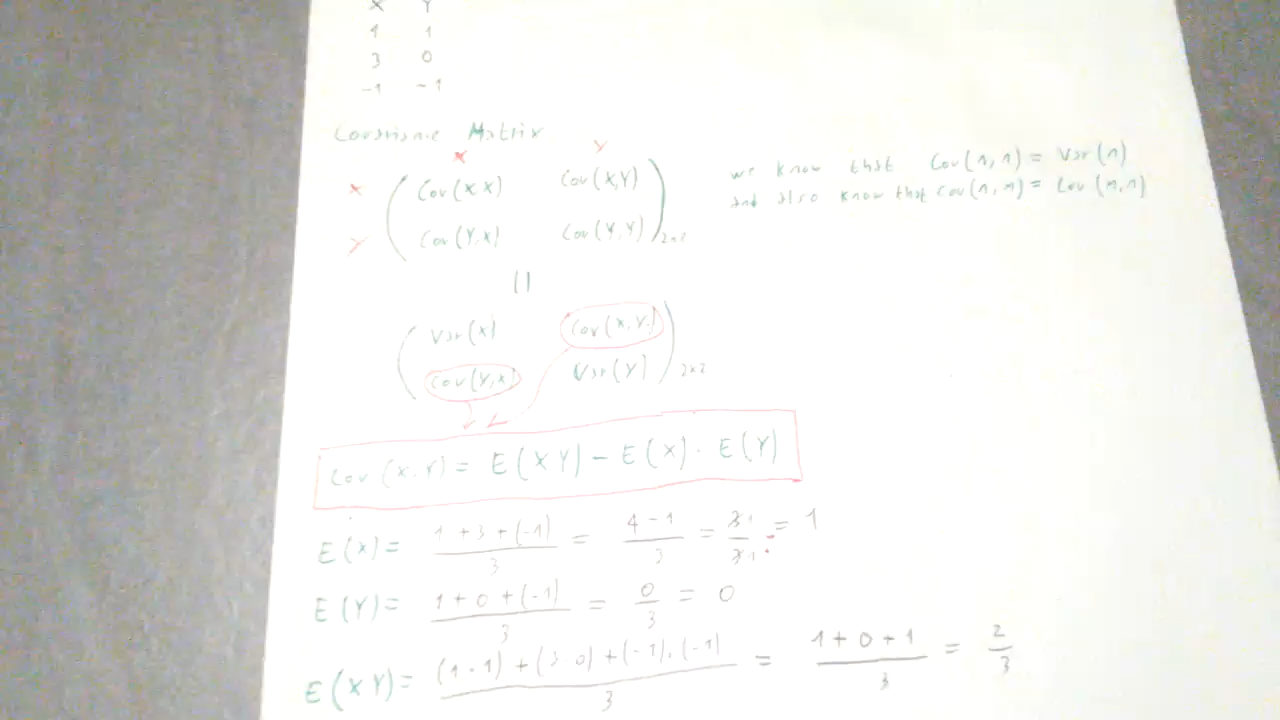 X Y
1 1
3 0
-1 -1
Covariance Matrix
X Y
X ( Cov(X,X) Cov(X,Y) )
Y ( Cov(Y,X) Cov(Y,Y) ) 2x2
we know that Cov(n,n) = Var(n)
and also know that Cov(n,m) = Cov(m,n)
||
( Var(X) Cov(X,Y) )
( Cov(Y,X) Var(Y) ) 2x2
Cov(X,Y) = E(XY) - E(X) . E(Y)
E(X) = 1+3+(-1) / 3 = 4-1 / 3 = 31 / 31 = 1
E(Y) = 1+0+(-1) / 3 = 0 / 3 = 0
E(XY) = (1.1)+(3 0)+(-1).(-1) / 3 = 1+0+1 / 3 = 2 / 3